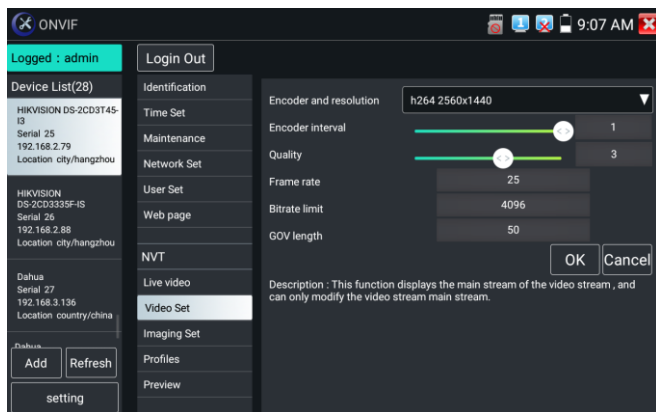 ONVIF
9:07 AM
Logged : admin
Login Out
Device List(28)
HIKVISION DS-2CD3T45-
I3
Serial 25
192.168.2.79
Location city/hangzhou
HIKVISION
DS-2CD3335F-IS
Serial 26
192.168.2.88
Location city/hangzhou
Dahua
Serial 27
192.168.3.136
Location country/china
Dahua
Add
Refresh
setting
Identification
Time Set
Maintenance
Network Set
User Set
Web page
NVT
Live video
Video Set
Imaging Set
Profiles
Preview
Encoder and resolution
h264 2560x1440
Encoder interval
1
Quality
3
Frame rate
25
Bitrate limit
4096
GOV length
50
OK
Cancel
Description : This function displays the main stream of the video stream , and
can only modify the video stream main stream.